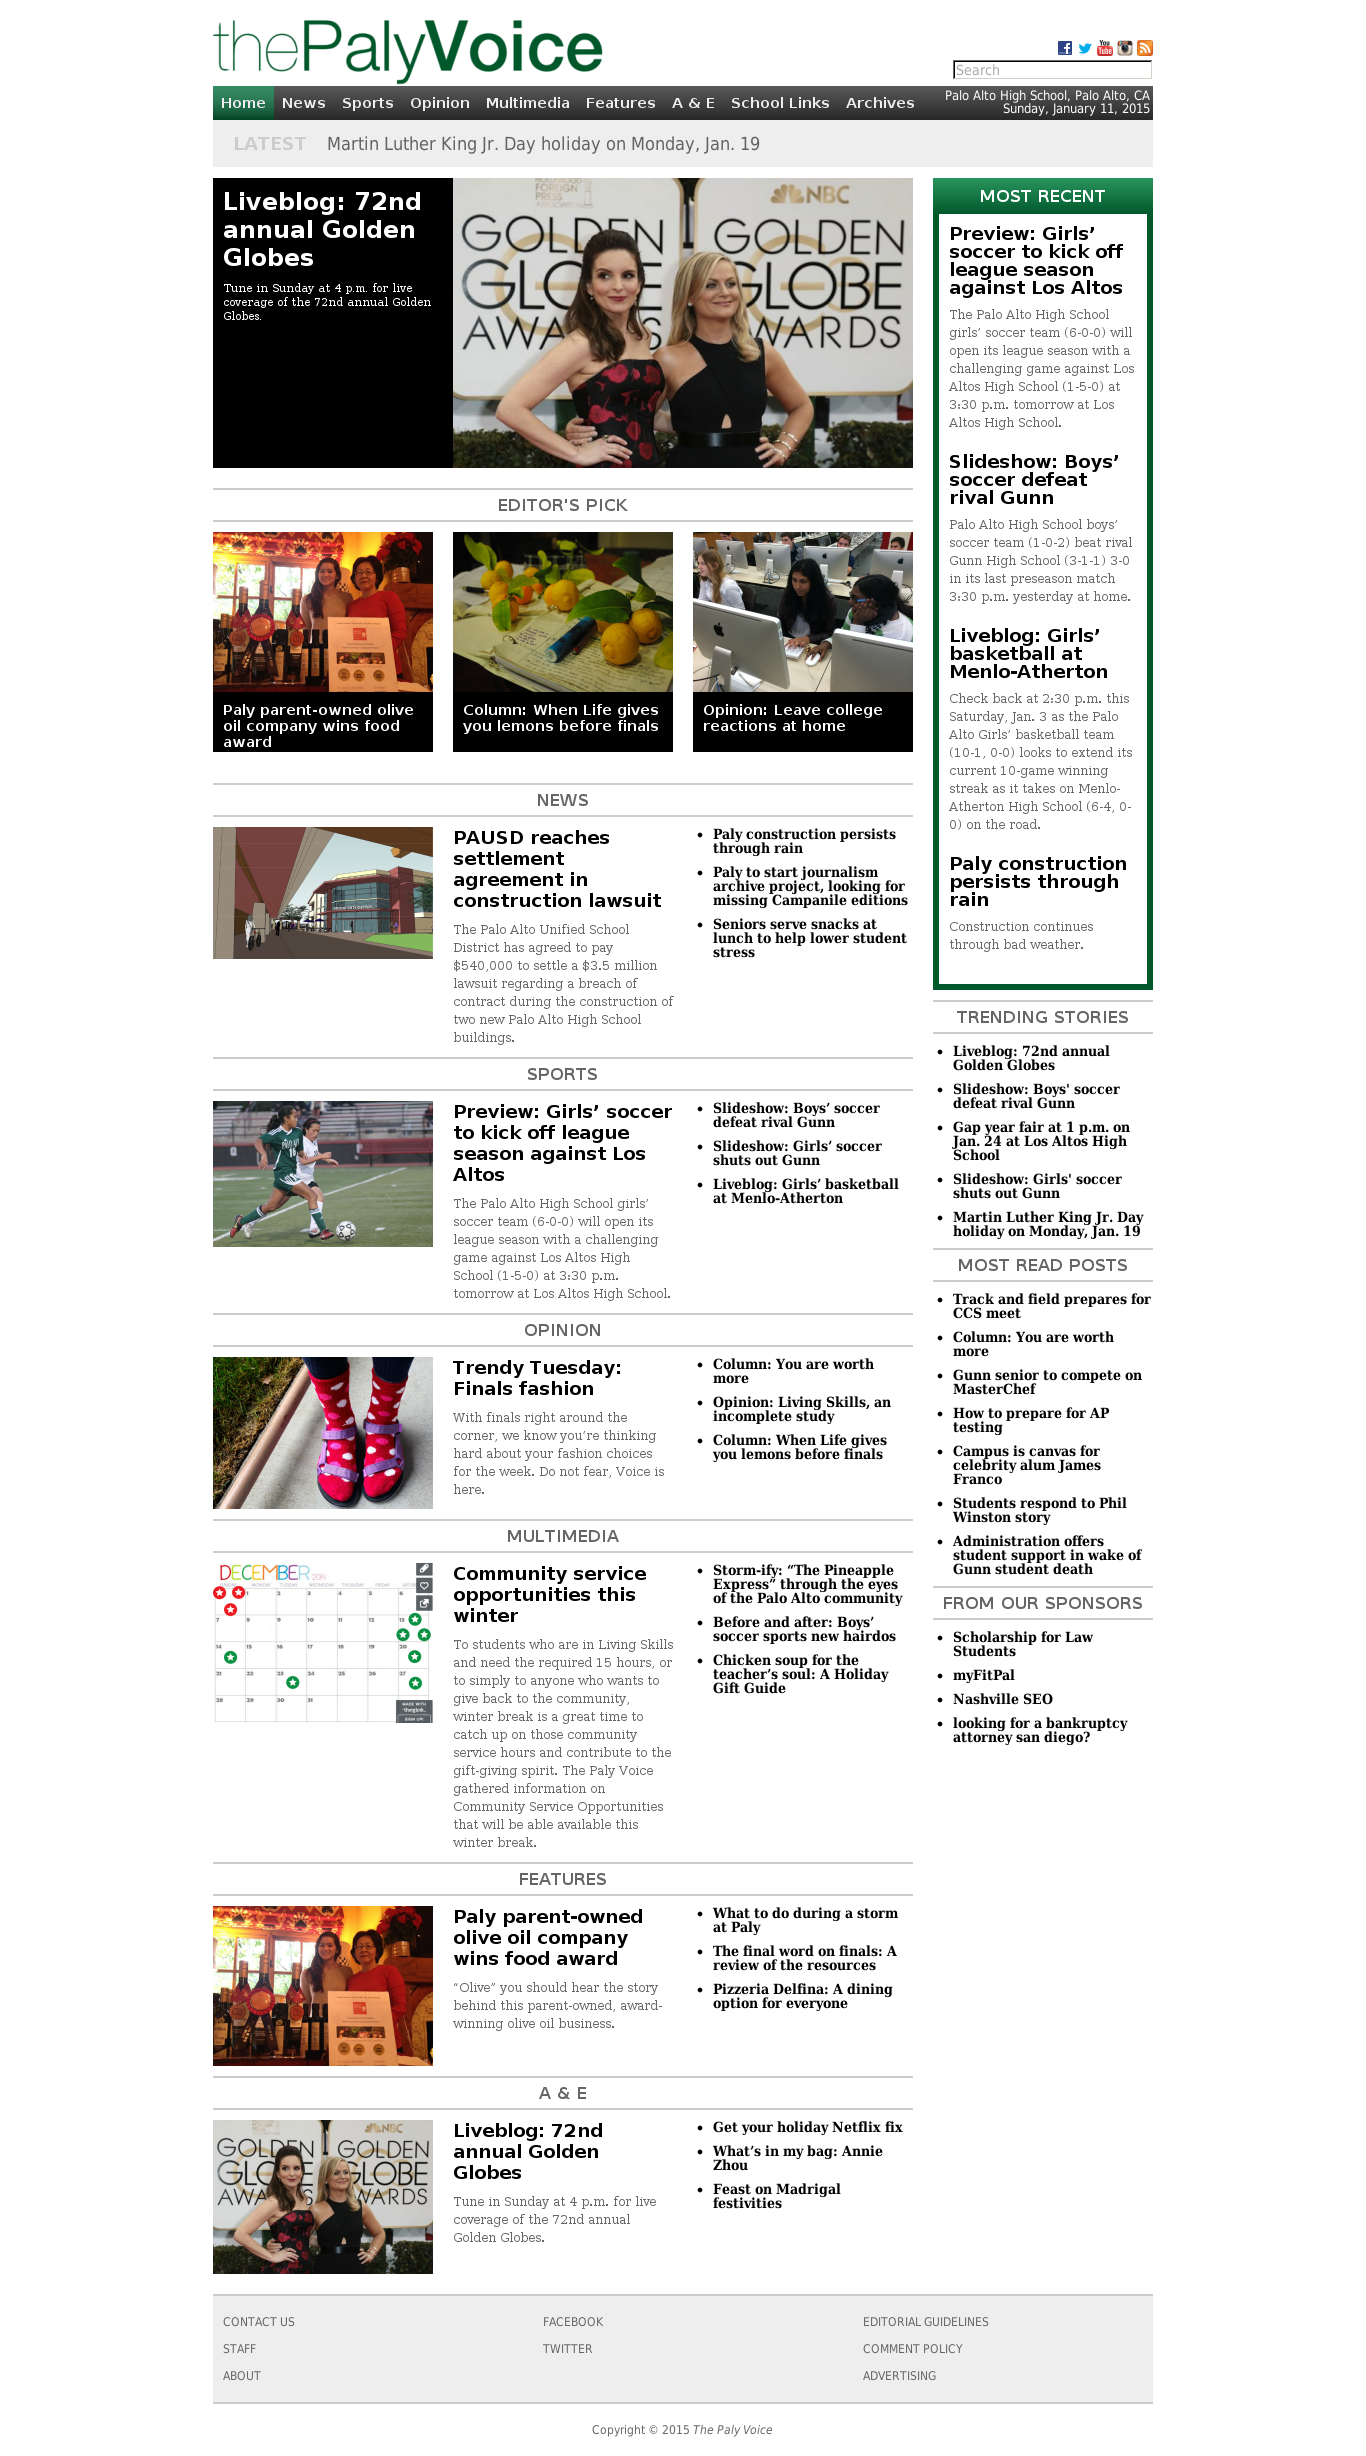 thePalyVoice
Search
Home News Sports Opinion Multimedia Features A & E School Links Archives
Palo Alto High School, Palo Alto, CA
Sunday, January 11, 2015
LATEST Martin Luther King Jr. Day holiday on Monday, Jan. 19
Liveblog: 72nd
annual Golden
Globes
Tune in Sunday at 4 p.m. for live
coverage of the 72nd annual Golden
Globes.
HOLLYWOOD
FOREIGN
PRESS
ASSOCIATION
NBC
GOLDEN
GLOBE
AWARDS
GOLDEN
GLOBE
AWARDS
EDITOR'S PICK
Paly parent-owned olive
oil company wins food
award
Column: When Life gives
you lemons before finals
Opinion: Leave college
reactions at home
NEWS
PAUSD reaches
settlement
agreement in
construction lawsuit
The Palo Alto Unified School
District has agreed to pay
$540,000 to settle a $3.5 million
lawsuit regarding a breach of
contract during the construction of
two new Palo Alto High School
buildings.
Paly construction persists
through rain
Paly to start journalism
archive project, looking for
missing Campanile editions
Seniors serve snacks at
lunch to help lower student
stress
SPORTS
Preview: Girls’ soccer
to kick off league
season against Los
Altos
The Palo Alto High School girls’
soccer team (6-0-0) will open its
league season with a challenging
game against Los Altos High
School (1-5-0) at 3:30 p.m.
tomorrow at Los Altos High School.
Slideshow: Boys’ soccer
defeat rival Gunn
Slideshow: Girls’ soccer
shuts out Gunn
Liveblog: Girls’ basketball
at Menlo-Atherton
OPINION
Trendy Tuesday:
Finals fashion
With finals right around the
corner, we know you’re thinking
hard about your fashion choices
for the week. Do not fear, Voice is
here.
Column: You are worth
more
Opinion: Living Skills, an
incomplete study
Column: When Life gives
you lemons before finals
MULTIMEDIA
DECEMBER 2014
Community service
opportunities this
winter
To students who are in Living Skills
and need the required 15 hours, or
to simply to anyone who wants to
give back to the community,
winter break is a great time to
catch up on those community
service hours and contribute to the
gift-giving spirit. The Paly Voice
gathered information on
Community Service Opportunities
that will be able available this
winter break.
Storm-ify: “The Pineapple
Express” through the eyes
of the Palo Alto community
Before and after: Boys’
soccer sports new hairdos
Chicken soup for the
teacher’s soul: A Holiday
Gift Guide
FEATURES
Paly parent-owned
olive oil company
wins food award
“Olive” you should hear the story
behind this parent-owned, award-
winning olive oil business.
What to do during a storm
at Paly
The final word on finals: A
review of the resources
Pizzeria Delfina: A dining
option for everyone
A & E
Liveblog: 72nd
annual Golden
Globes
Tune in Sunday at 4 p.m. for live
coverage of the 72nd annual
Golden Globes.
Get your holiday Netflix fix
What’s in my bag: Annie
Zhou
Feast on Madrigal
festivities
MOST RECENT
Preview: Girls’
soccer to kick off
league season
against Los Altos
The Palo Alto High School
girls’ soccer team (6-0-0) will
open its league season with a
challenging game against Los
Altos High School (1-5-0) at
3:30 p.m. tomorrow at Los
Altos High School.
Slideshow: Boys’
soccer defeat
rival Gunn
Palo Alto High School boys’
soccer team (1-0-2) beat rival
Gunn High School (3-1-1) 3-0
in its last preseason match
3:30 p.m. yesterday at home.
Liveblog: Girls’
basketball at
Menlo-Atherton
Check back at 2:30 p.m. this
Saturday, Jan. 3 as the Palo
Alto Girls’ basketball team
(10-1, 0-0) looks to extend its
current 10-game winning
streak as it takes on Menlo-
Atherton High School (6-4, 0-
0) on the road.
Paly construction
persists through
rain
Construction continues
through bad weather.
TRENDING STORIES
Liveblog: 72nd annual
Golden Globes
Slideshow: Boys' soccer
defeat rival Gunn
Gap year fair at 1 p.m. on
Jan. 24 at Los Altos High
School
Slideshow: Girls' soccer
shuts out Gunn
Martin Luther King Jr. Day
holiday on Monday, Jan. 19
MOST READ POSTS
Track and field prepares for
CCS meet
Column: You are worth
more
Gunn senior to compete on
MasterChef
How to prepare for AP
testing
Campus is canvas for
celebrity alum James
Franco
Students respond to Phil
Winston story
Administration offers
student support in wake of
Gunn student death
FROM OUR SPONSORS
Scholarship for Law
Students
myFitPal
Nashville SEO
looking for a bankruptcy
attorney san diego?
CONTACT US
STAFF
ABOUT
FACEBOOK
TWITTER
EDITORIAL GUIDELINES
COMMENT POLICY
ADVERTISING
Copyright © 2015 The Paly Voice